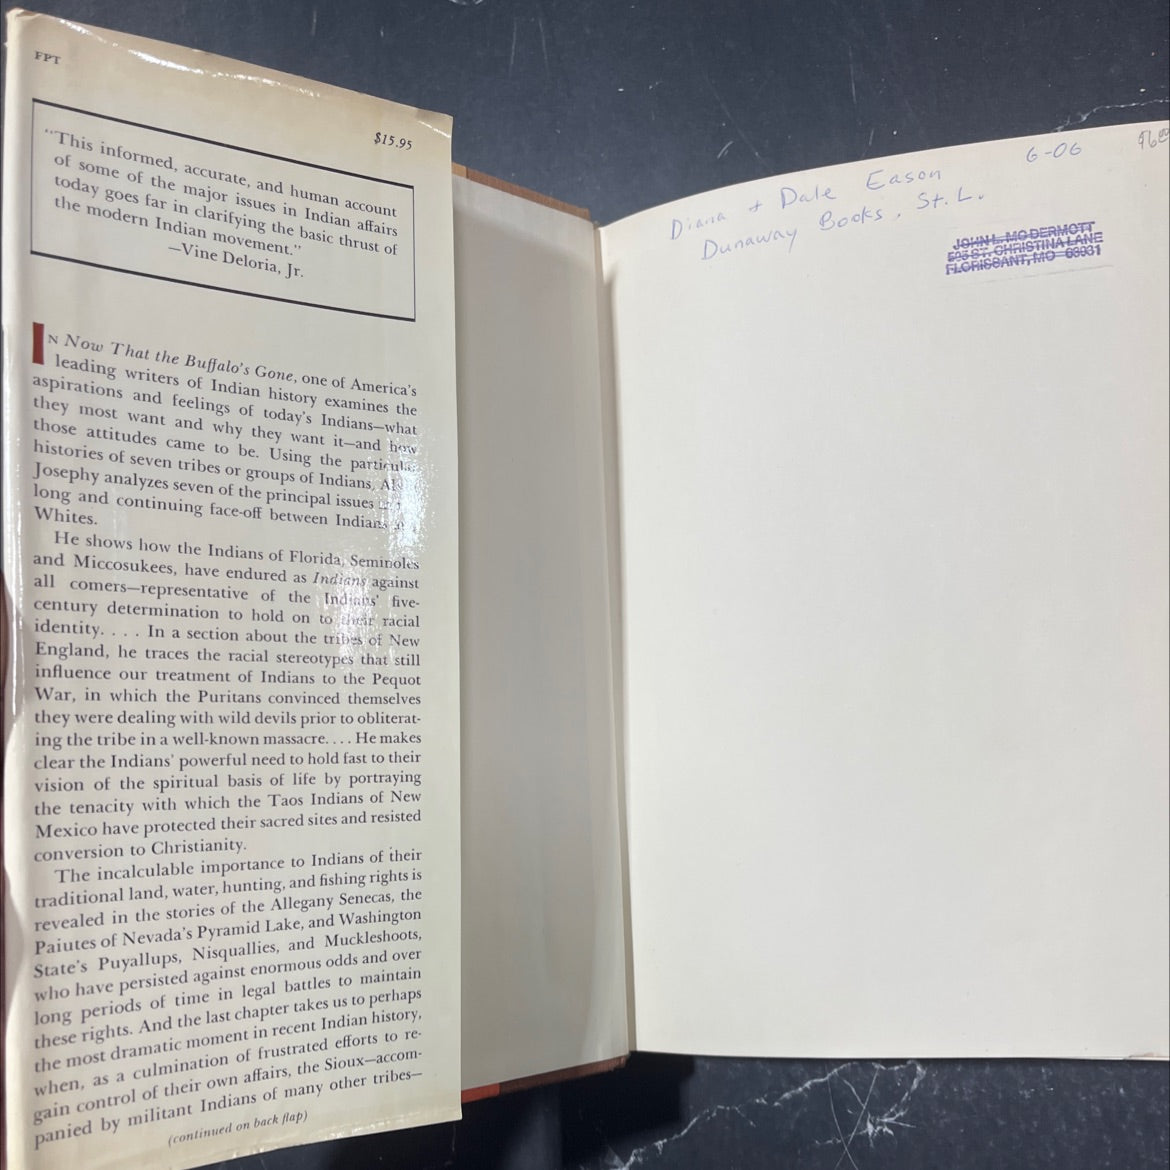 FPT
$15.95
"This informed, accurate, and human account
of some of the major issues in Indian affairs
today goes far in clarifying the basic thrust of
the modern Indian movement."
—Vine Deloria, Jr.
IN Now That the Buffalo's Gone, one of America's
leading writers of Indian history examines the
aspirations and feelings of today's Indians—what
they most want and why they want it—and how
those attitudes came to be. Using the particular
histories of seven tribes or groups of Indians,
Josephy analyzes seven of the principal issues
long and continuing face-off between Indians
Whites.
He shows how the Indians of Florida, Seminoles
and Miccosukees, have endured as Indians against
all comers—representative of the Indians' five-
century determination to hold on to their racial
identity. . . . In a section about the tribes of New
England, he traces the racial stereotypes that still
influence our treatment of Indians to the Pequot
War, in which the Puritans convinced themselves
they were dealing with wild devils prior to obliterat-
ing the tribe in a well-known massacre. . . . He makes
clear the Indians' powerful need to hold fast to their
vision of the spiritual basis of life by portraying
the tenacity with which the Taos Indians of New
Mexico have protected their sacred sites and resisted
conversion to Christianity.
The incalculable importance to Indians of their
traditional land, water, hunting, and fishing rights is
revealed in the stories of the Allegany Senecas, the
Paiutes of Nevada's Pyramid Lake, and Washington
State's Puyallups, Nisquallies, and Muckleshoots,
who have persisted against enormous odds and over
long periods of time in legal battles to maintain
these rights. And the last chapter takes us to perhaps
the most dramatic moment in recent Indian history,
when, as a culmination of frustrated efforts to re-
gain control of their own affairs, the Sioux—accom-
panied by militant Indians of many other tribes—
(continued on back flap)
6-06
Diana + Dale Eason
Dunaway Books, St. L.
JOHN L. MC DERMOTT
595 ST. CHRISTINA LANE
FLORISSANT, MO 63031